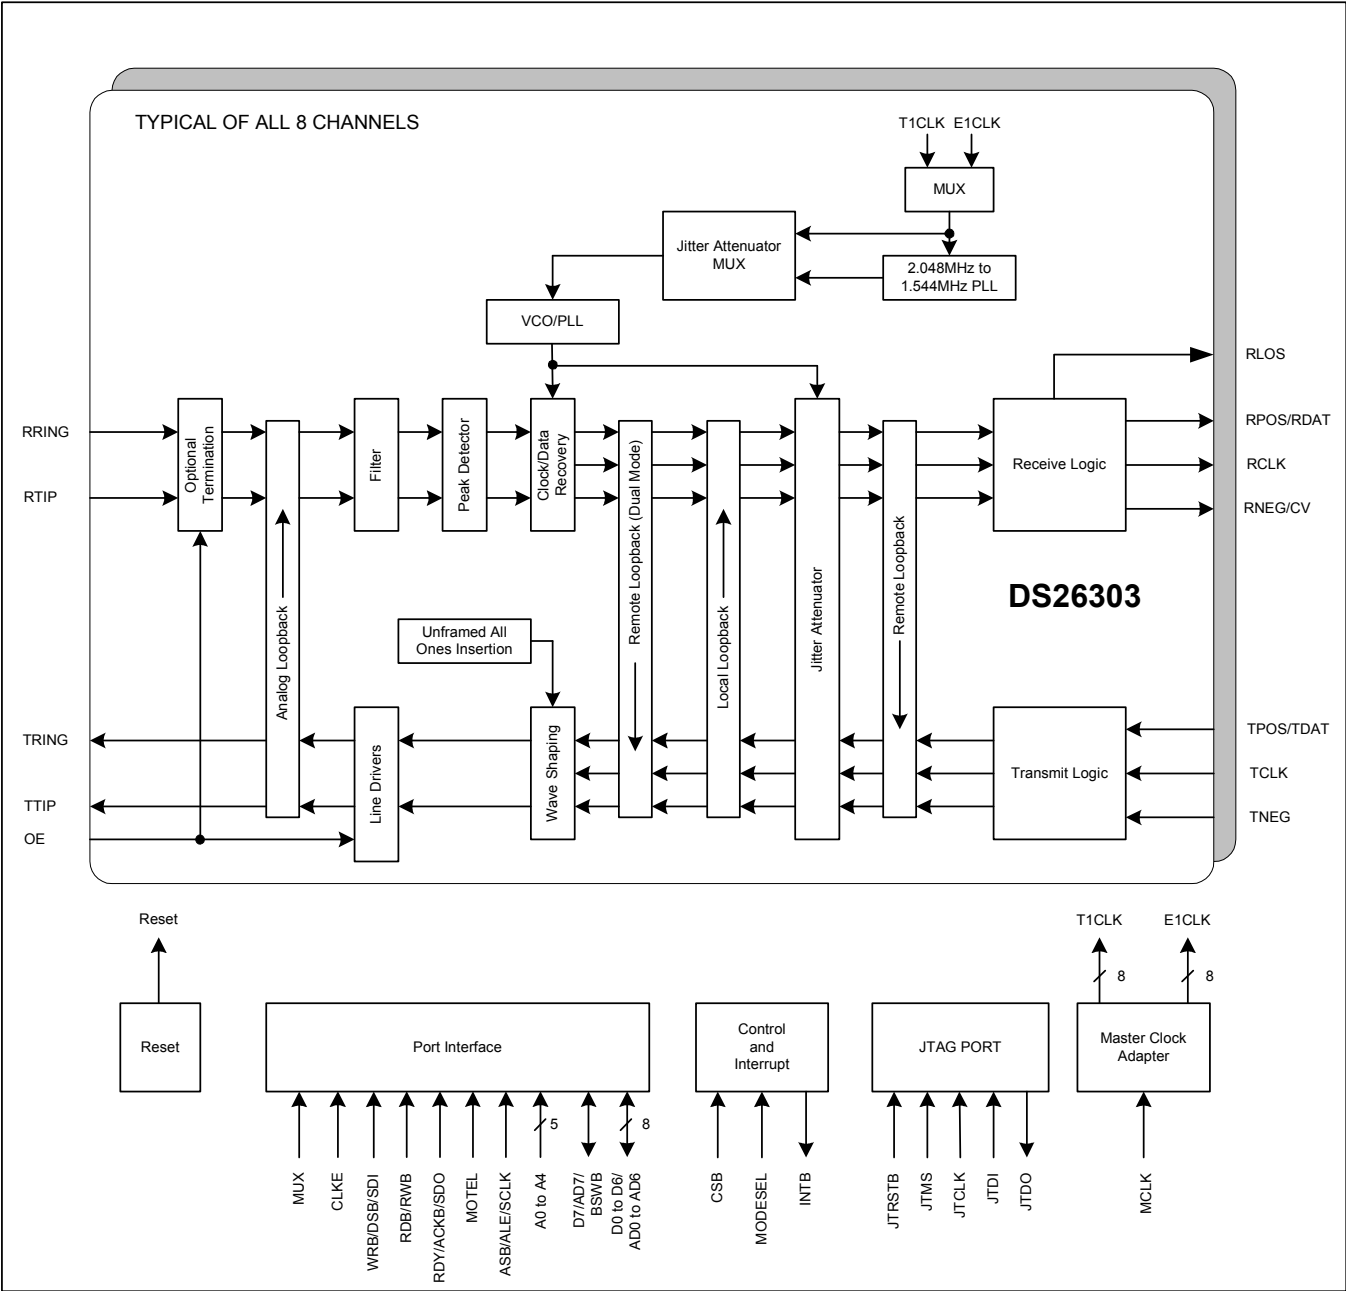 TYPICAL OF ALL 8 CHANNELS
T1CLK E1CLK
MUX
Jitter Attenuator
MUX
2.048MHz to
1.544MHz PLL
VCO/PLL
RLOS
RRING
RTIP
Optional
Termination
Analog Loopback
Filter
Peak Detector
Clock/Data
Recovery
Remote Loopback (Dual Mode)
Local Loopback
Jitter Attenuator
Remote Loopback
Receive Logic
RPOS/RDAT
RCLK
RNEG/CV
DS26303
Unframed All
Ones Insertion
TRING
TTIP
OE
Line Drivers
Wave Shaping
Transmit Logic
TPOS/TDAT
TCLK
TNEG
Reset
T1CLK
E1CLK
8
8
Reset
Port Interface
Control
and
Interrupt
JTAG PORT
Master Clock
Adapter
5
8
MUX
CLKE
WRB/DSB/SDI
RDB/RWB
RDY/ACKB/SDO
MOTEL
ASB/ALE/SCLK
A0 to A4
D7/AD7/
BSWB
D0 to D6/
AD0 to AD6
CSB
MODESEL
INTB
JTRSTB
JTMS
JTCLK
JTDI
JTDO
MCLK